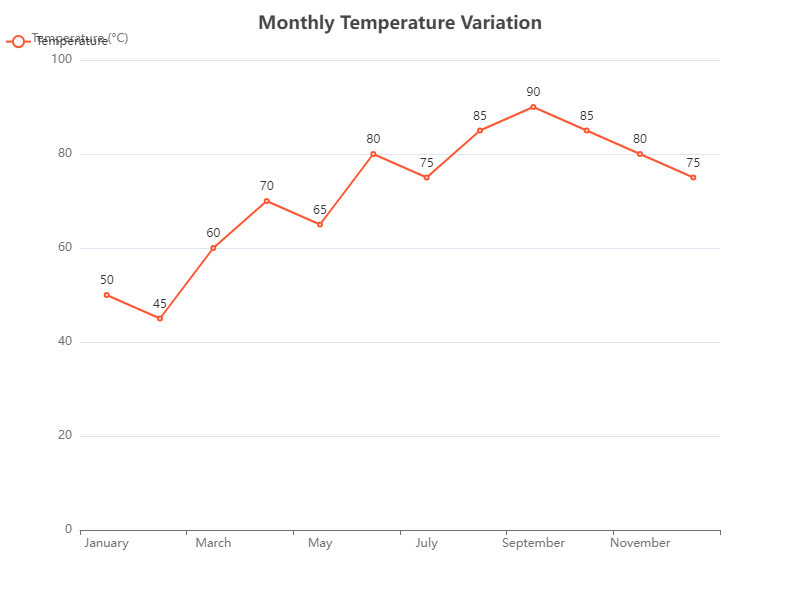 Monthly Temperature Variation
Temperature (°C)
Temperature
100
80
60
40
20
0
50
45
60
70
65
80
75
85
90
85
80
75
January
March
May
July
September
November